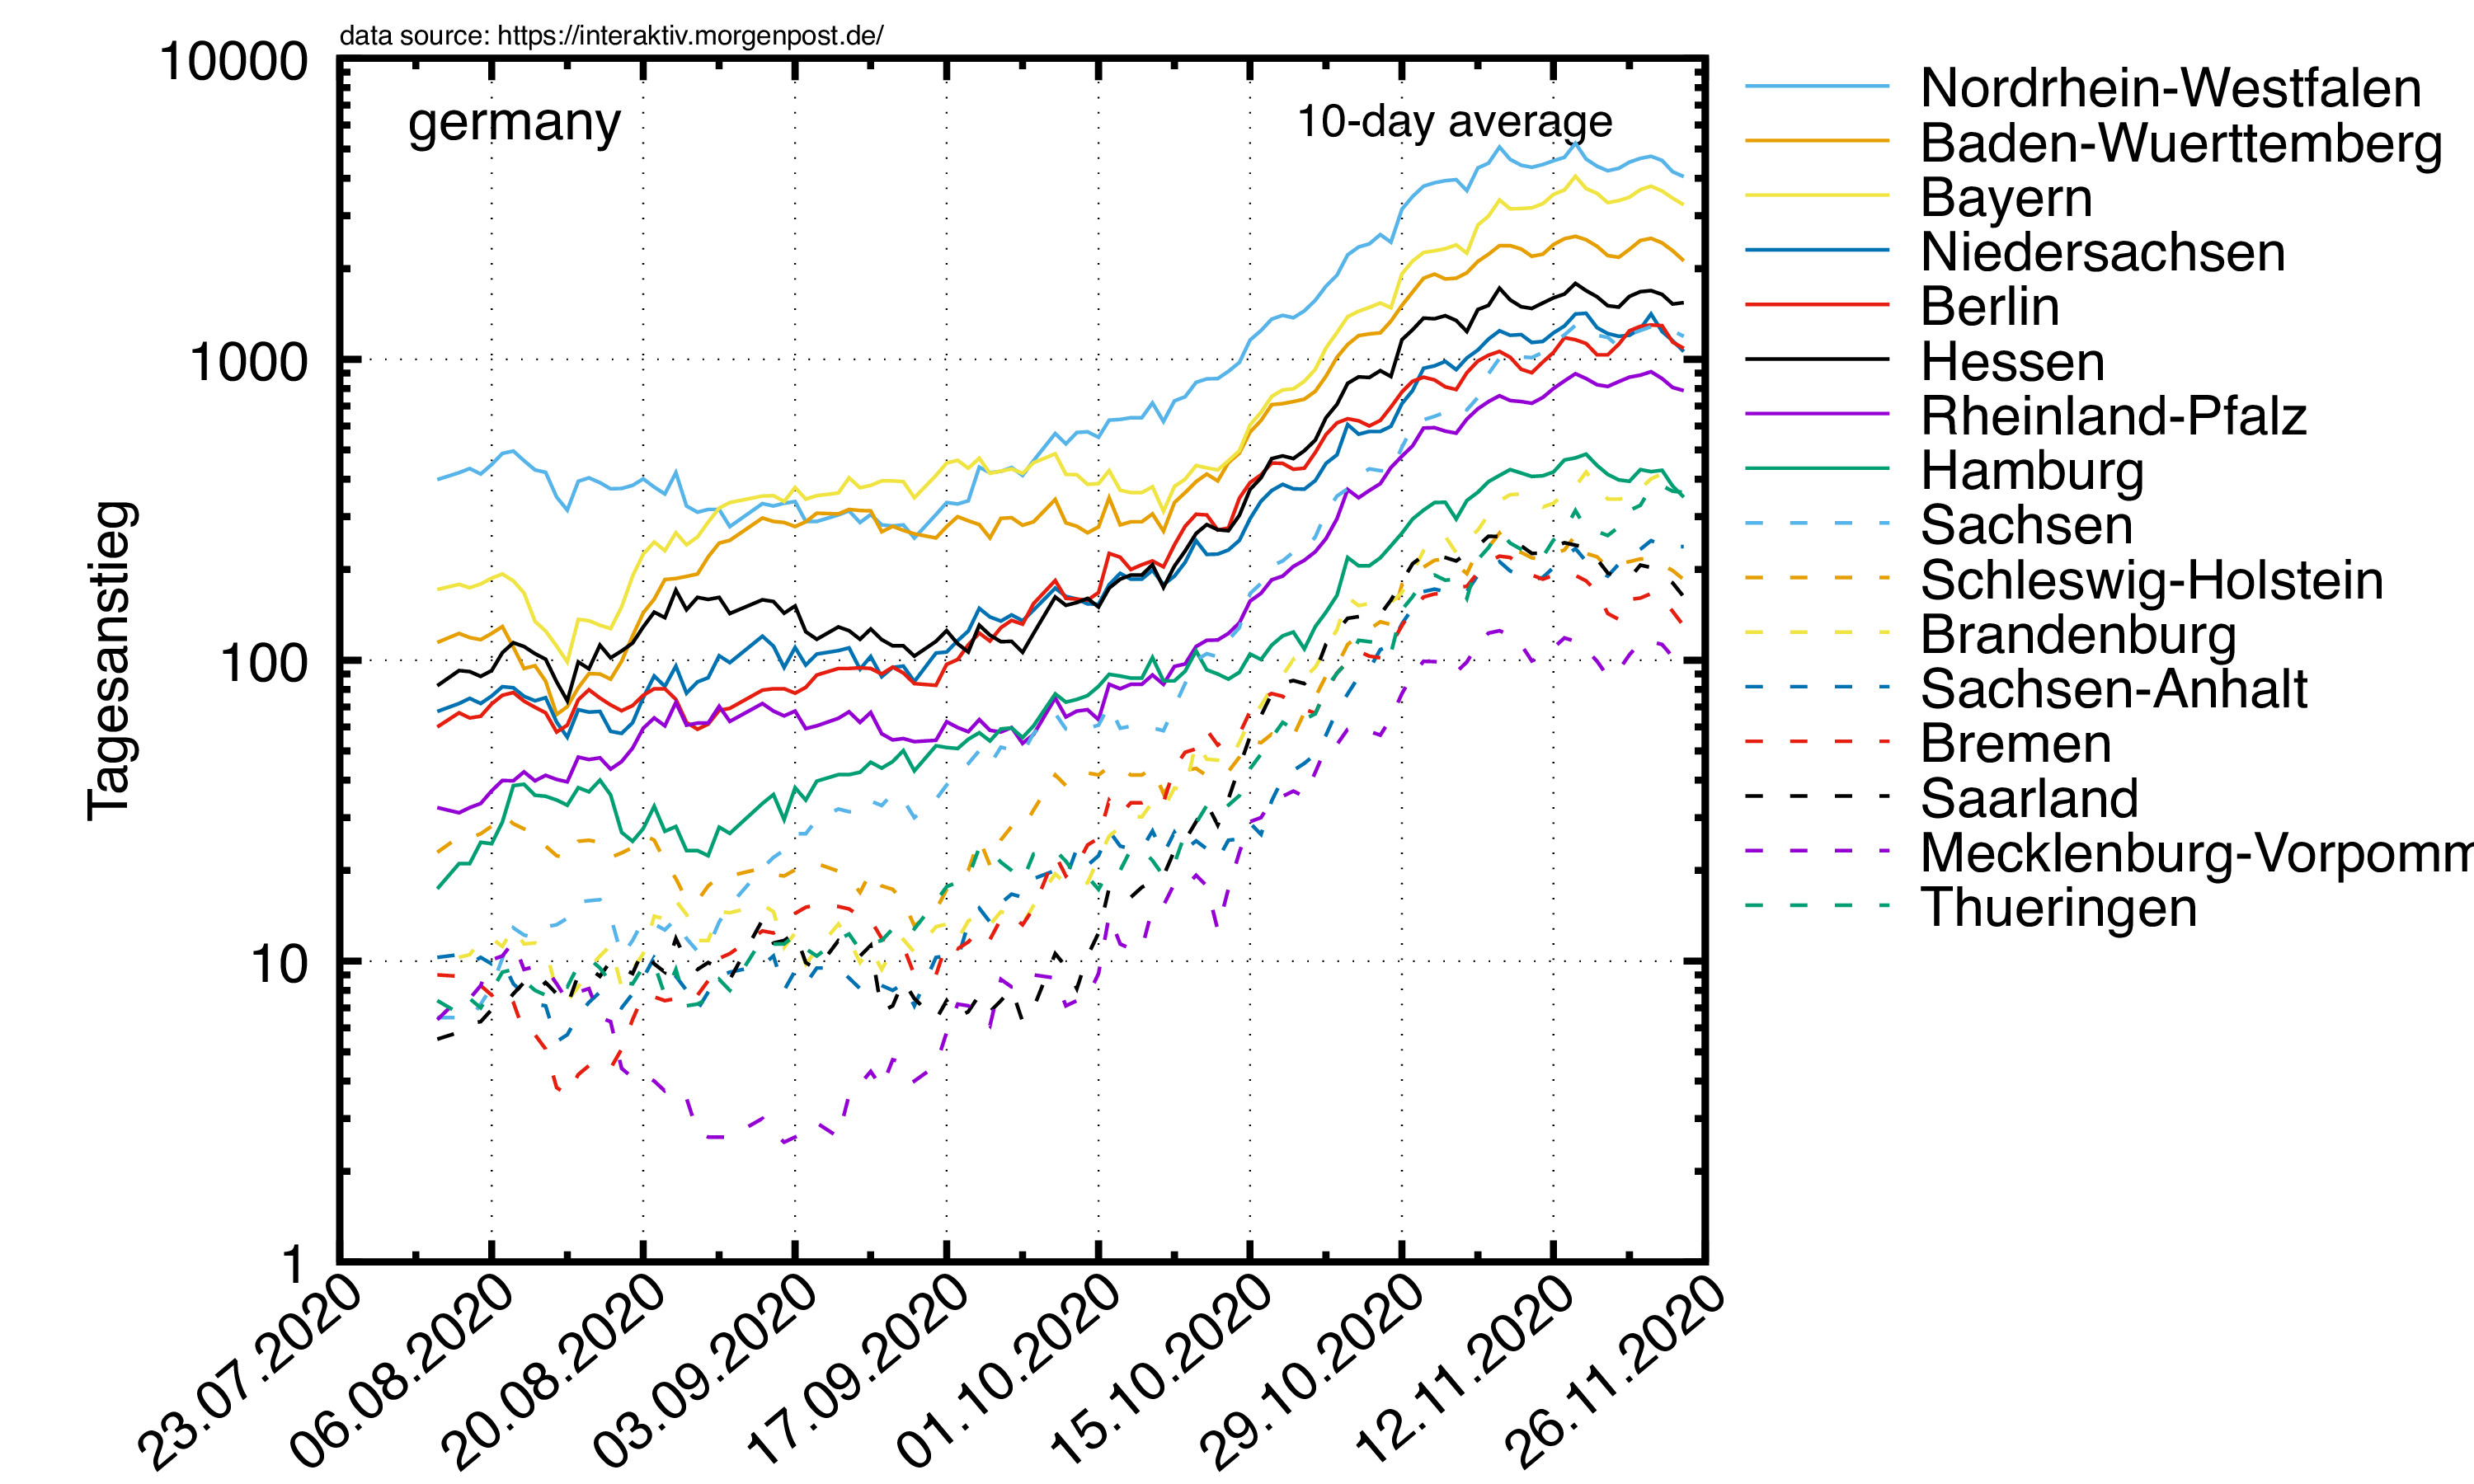 data source: https://interaktiv.morgenpost.de/
germany
10-day average
Tagesanstieg
10000
1000
100
10
1
23.07.2020
06.08.2020
20.08.2020
03.09.2020
17.09.2020
01.10.2020
15.10.2020
29.10.2020
12.11.2020
26.11.2020
Nordrhein-Westfalen
Baden-Wuerttemberg
Bayern
Niedersachsen
Berlin
Hessen
Rheinland-Pfalz
Hamburg
Sachsen
Schleswig-Holstein
Brandenburg
Sachsen-Anhalt
Bremen
Saarland
Mecklenburg-Vorpomm
Thueringen